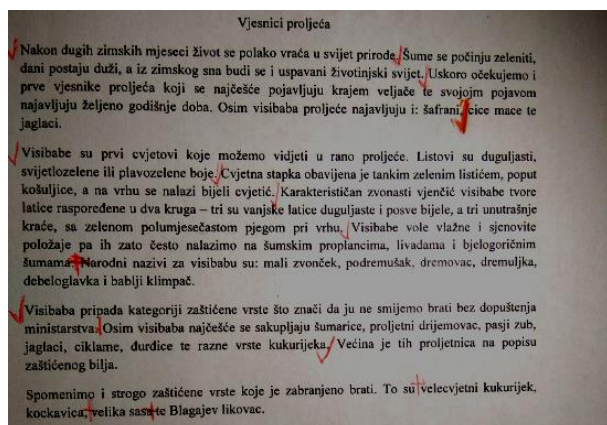 Vjesnici proljeća
Nakon dugih zimskih mjeseci život se polako vraća u svijet prirode. Šume se počinju zeleniti,
dani postaju duži, a iz zimskog sna budi se i uspavani životinjski svijet. Uskoro očekujemo i
prve vjesnike proljeća koji se najčešće pojavljuju krajem veljače te svojojm pojavom
najavljuju željeno godišnje doba. Osim visibaba proljeće najavljuju i: šafrani, cice mace te
jaglaci.
Visibabe su prvi cvjetovi koje možemo vidjeti u rano proljeće. Listovi su duguljasti,
svijetlozelene ili plavozelene boje. Cvjetna stapka obavijena je tankim zelenim listićem, poput
košuljice, a na vrhu se nalazi bijeli cvjetić. Karakterističan zvonasti vjenčić visibabe tvore
latice raspoređene u dva kruga – tri su vanjske latice duguljaste i posve bijele, a tri unutrašnje
kraće, sa zelenom polumjesečastom pjegom pri vrhu. Visibabe vole vlažne i sjenovite
položaje pa ih zato često nalazimo na šumskim proplancima, livadama i bjelogoričnim
šumama. Narodni nazivi za visibabu su: mali zvonček, podremušak, dremovac, dremuljka,
debeloglavka i bablji klimpač.
Visibaba pripada kategoriji zaštićene vrste što znači da ju ne smijemo brati bez dopuštenja
ministarstva. Osim visibaba najčešće se sakupljaju šumarice, proljetni drijemovac, pasji zub,
jaglaci, ciklame, đurđice te razne vrste kukurijeka. Većina je tih proljetnica na popisu
zaštićenog bilja.
Spomenimo i strogo zaštićene vrste koje je zabranjeno brati. To su velecvjetni kukurijek,
kockavica, velika sasa te Blagajev likovac.